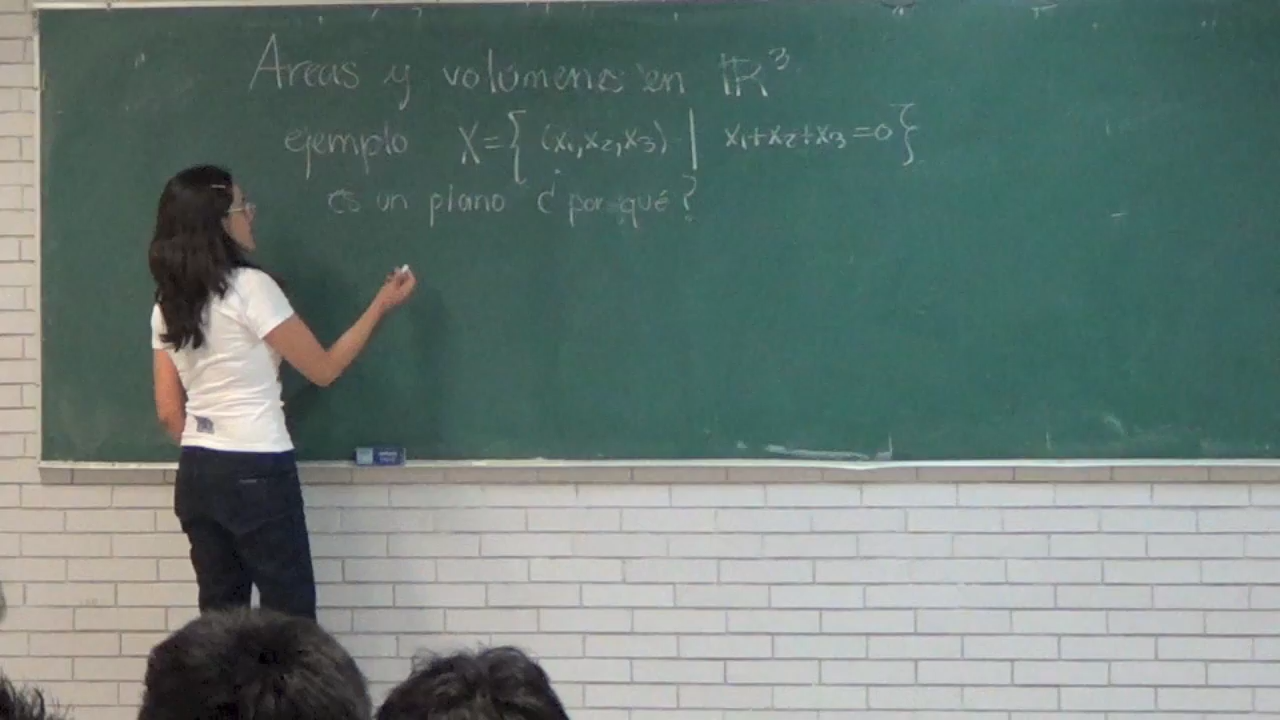 Areas y volúmenes en ℝ³
ejemplo X={ (x₁,x₂,x₃) | x₁+x₂+x₃=0}
es un plano ¿por qué?